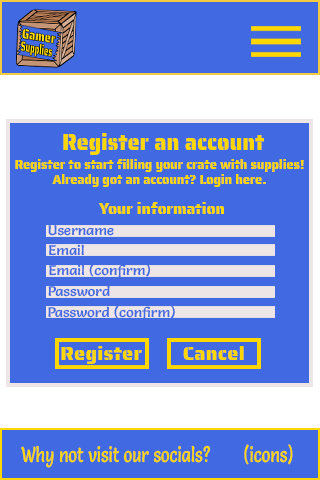 Gamer
Supplies
Register an account
Register to start filling your crate with supplies!
Already got an account? Login here.
Your information
Username
Email
Email (confirm)
Password
Password (confirm)
Register Cancel
Why not visit our socials? (icons)